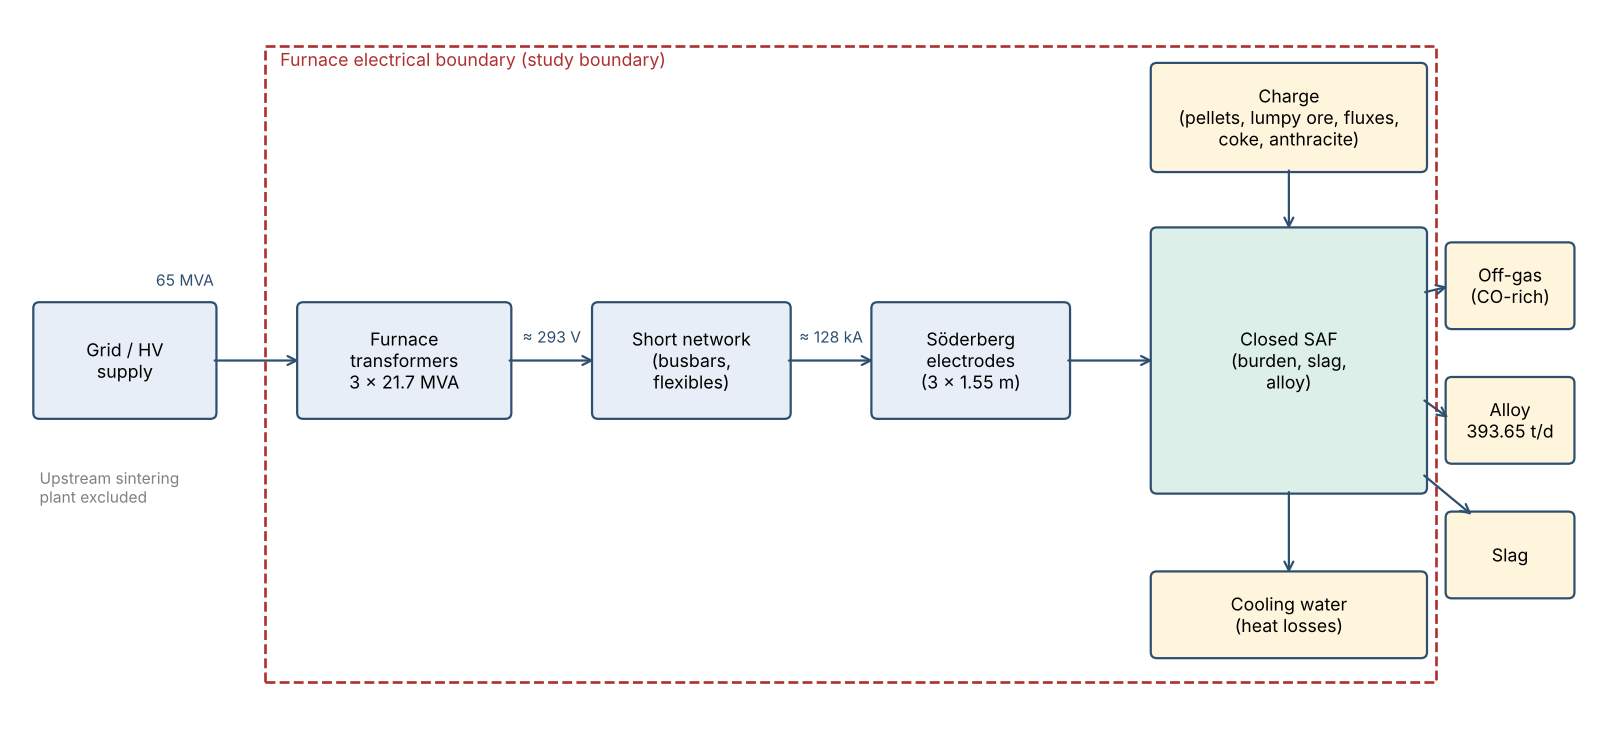 Furnace electrical boundary (study boundary)
Charge
(pellets, lumpy ore, fluxes,
coke, anthracite)
65 MVA
Grid / HV
supply
Furnace
transformers
3 × 21.7 MVA
≈ 293 V
Short network
(busbars,
flexibles)
≈ 128 kA
Söderberg
electrodes
(3 × 1.55 m)
Closed SAF
(burden, slag,
alloy)
Off-gas
(CO-rich)
Alloy
393.65 t/d
Slag
Upstream sintering
plant excluded
Cooling water
(heat losses)